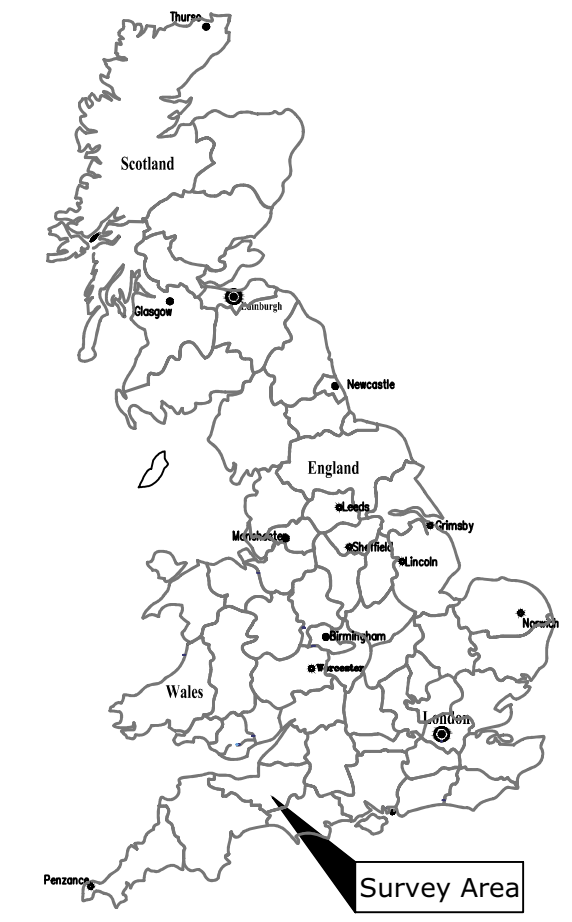 Thurso
Scotland
Edinburgh
Glasgow
Newcastle
England
Leeds
Grimsby
Manchester
Sheffield
Lincoln
Norwich
Birmingham
Worcester
Wales
London
Penzance
Survey Area